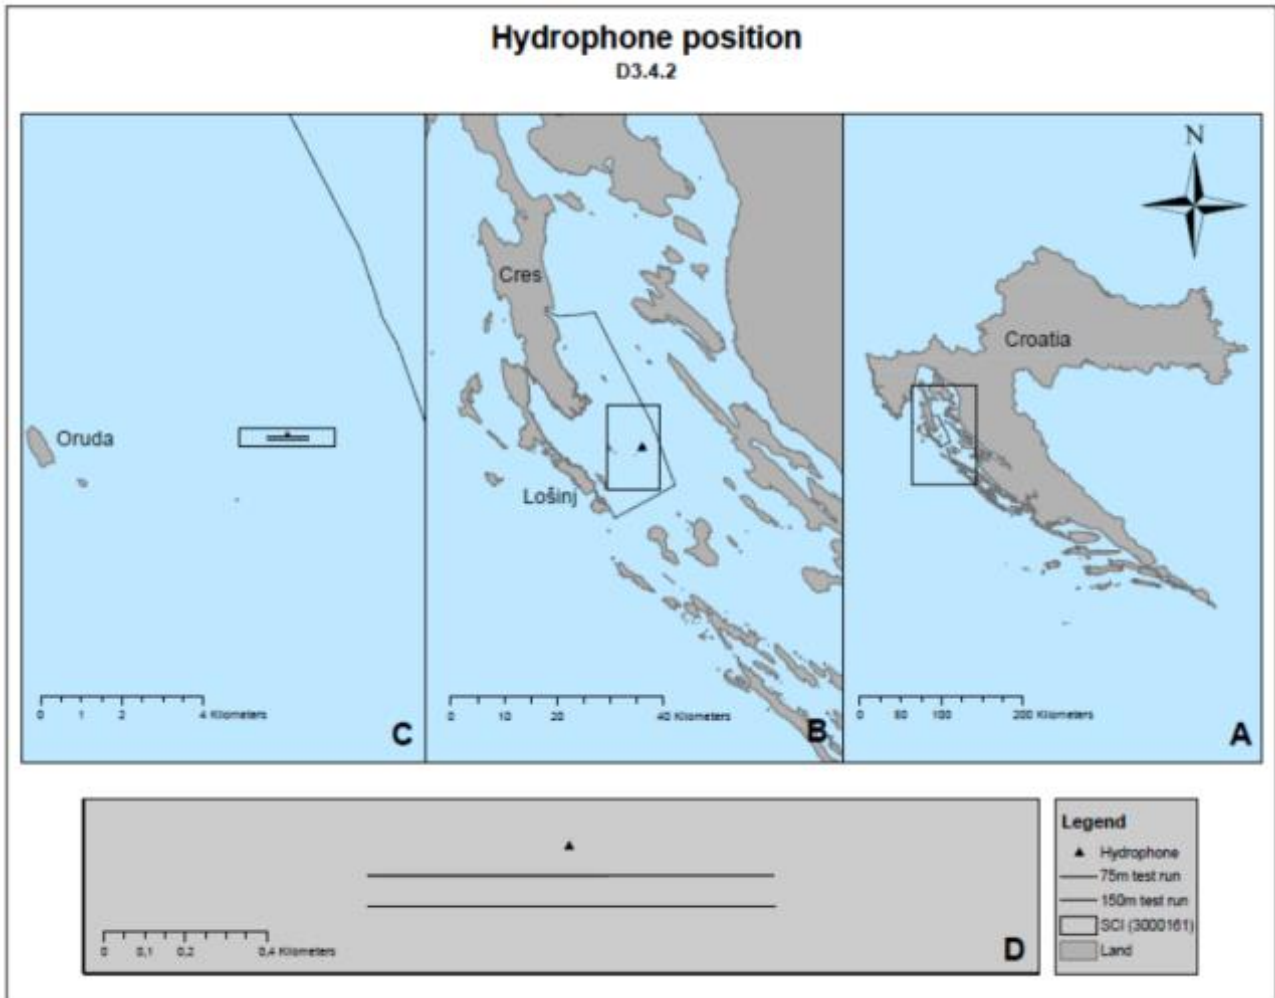 Hydrophone position
D3.4.2
N
Cres
Croatia
Oruda
Lošinj
0 1 2 4 Kilometers
C
0 10 20 40 Kilometers
B
0 50 100 200 Kilometers
A
Legend
Hydrophone
75m test run
150m test run
SCI (3000161)
Land
0 0,1 0,2 0,4 Kilometers
D